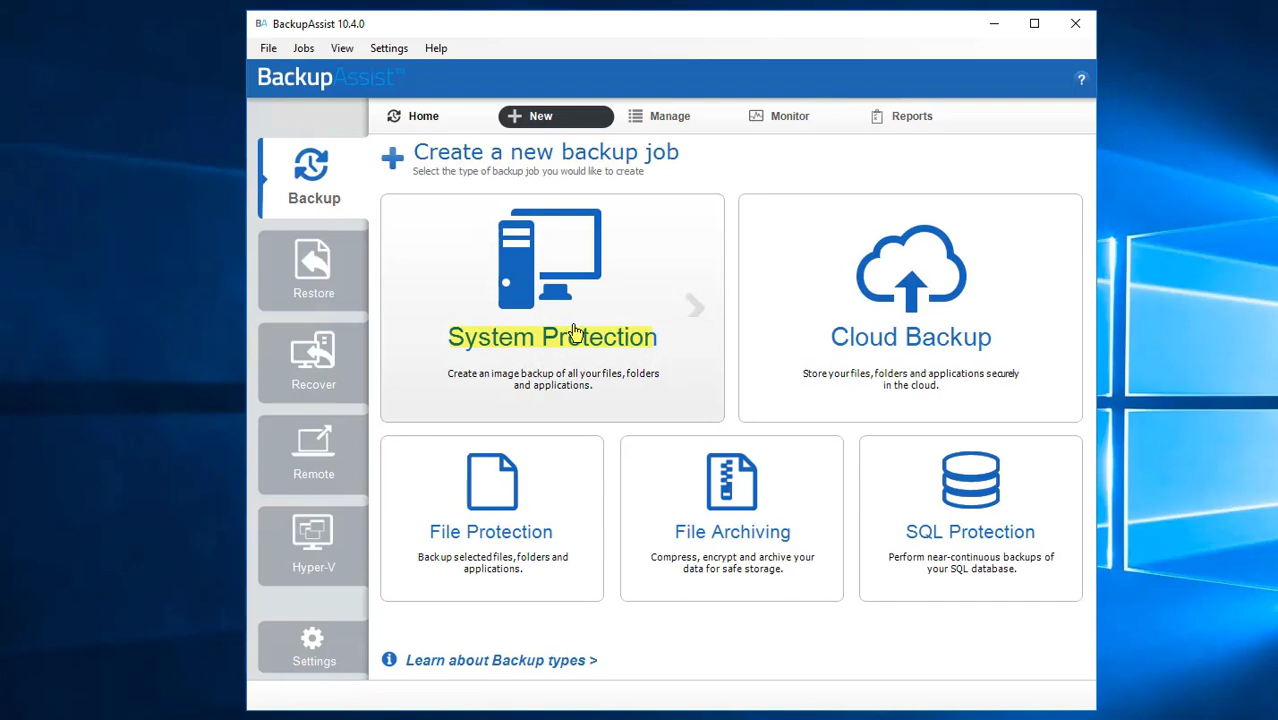 BA BackupAssist 10.4.0
File Jobs View Settings Help
BackupAssist™ ?
Home New Manage Monitor Reports
Create a new backup job
Select the type of backup job you would like to create
Backup
Restore
Recover
Remote
Hyper-V
Settings
System Protection
Create an image backup of all your files, folders
and applications.
Cloud Backup
Store your files, folders and applications securely
in the cloud.
File Protection
Backup selected files, folders and
applications.
File Archiving
Compress, encrypt and archive your
data for safe storage.
SQL Protection
Perform near-continuous backups of
your SQL database.
Learn about Backup types >